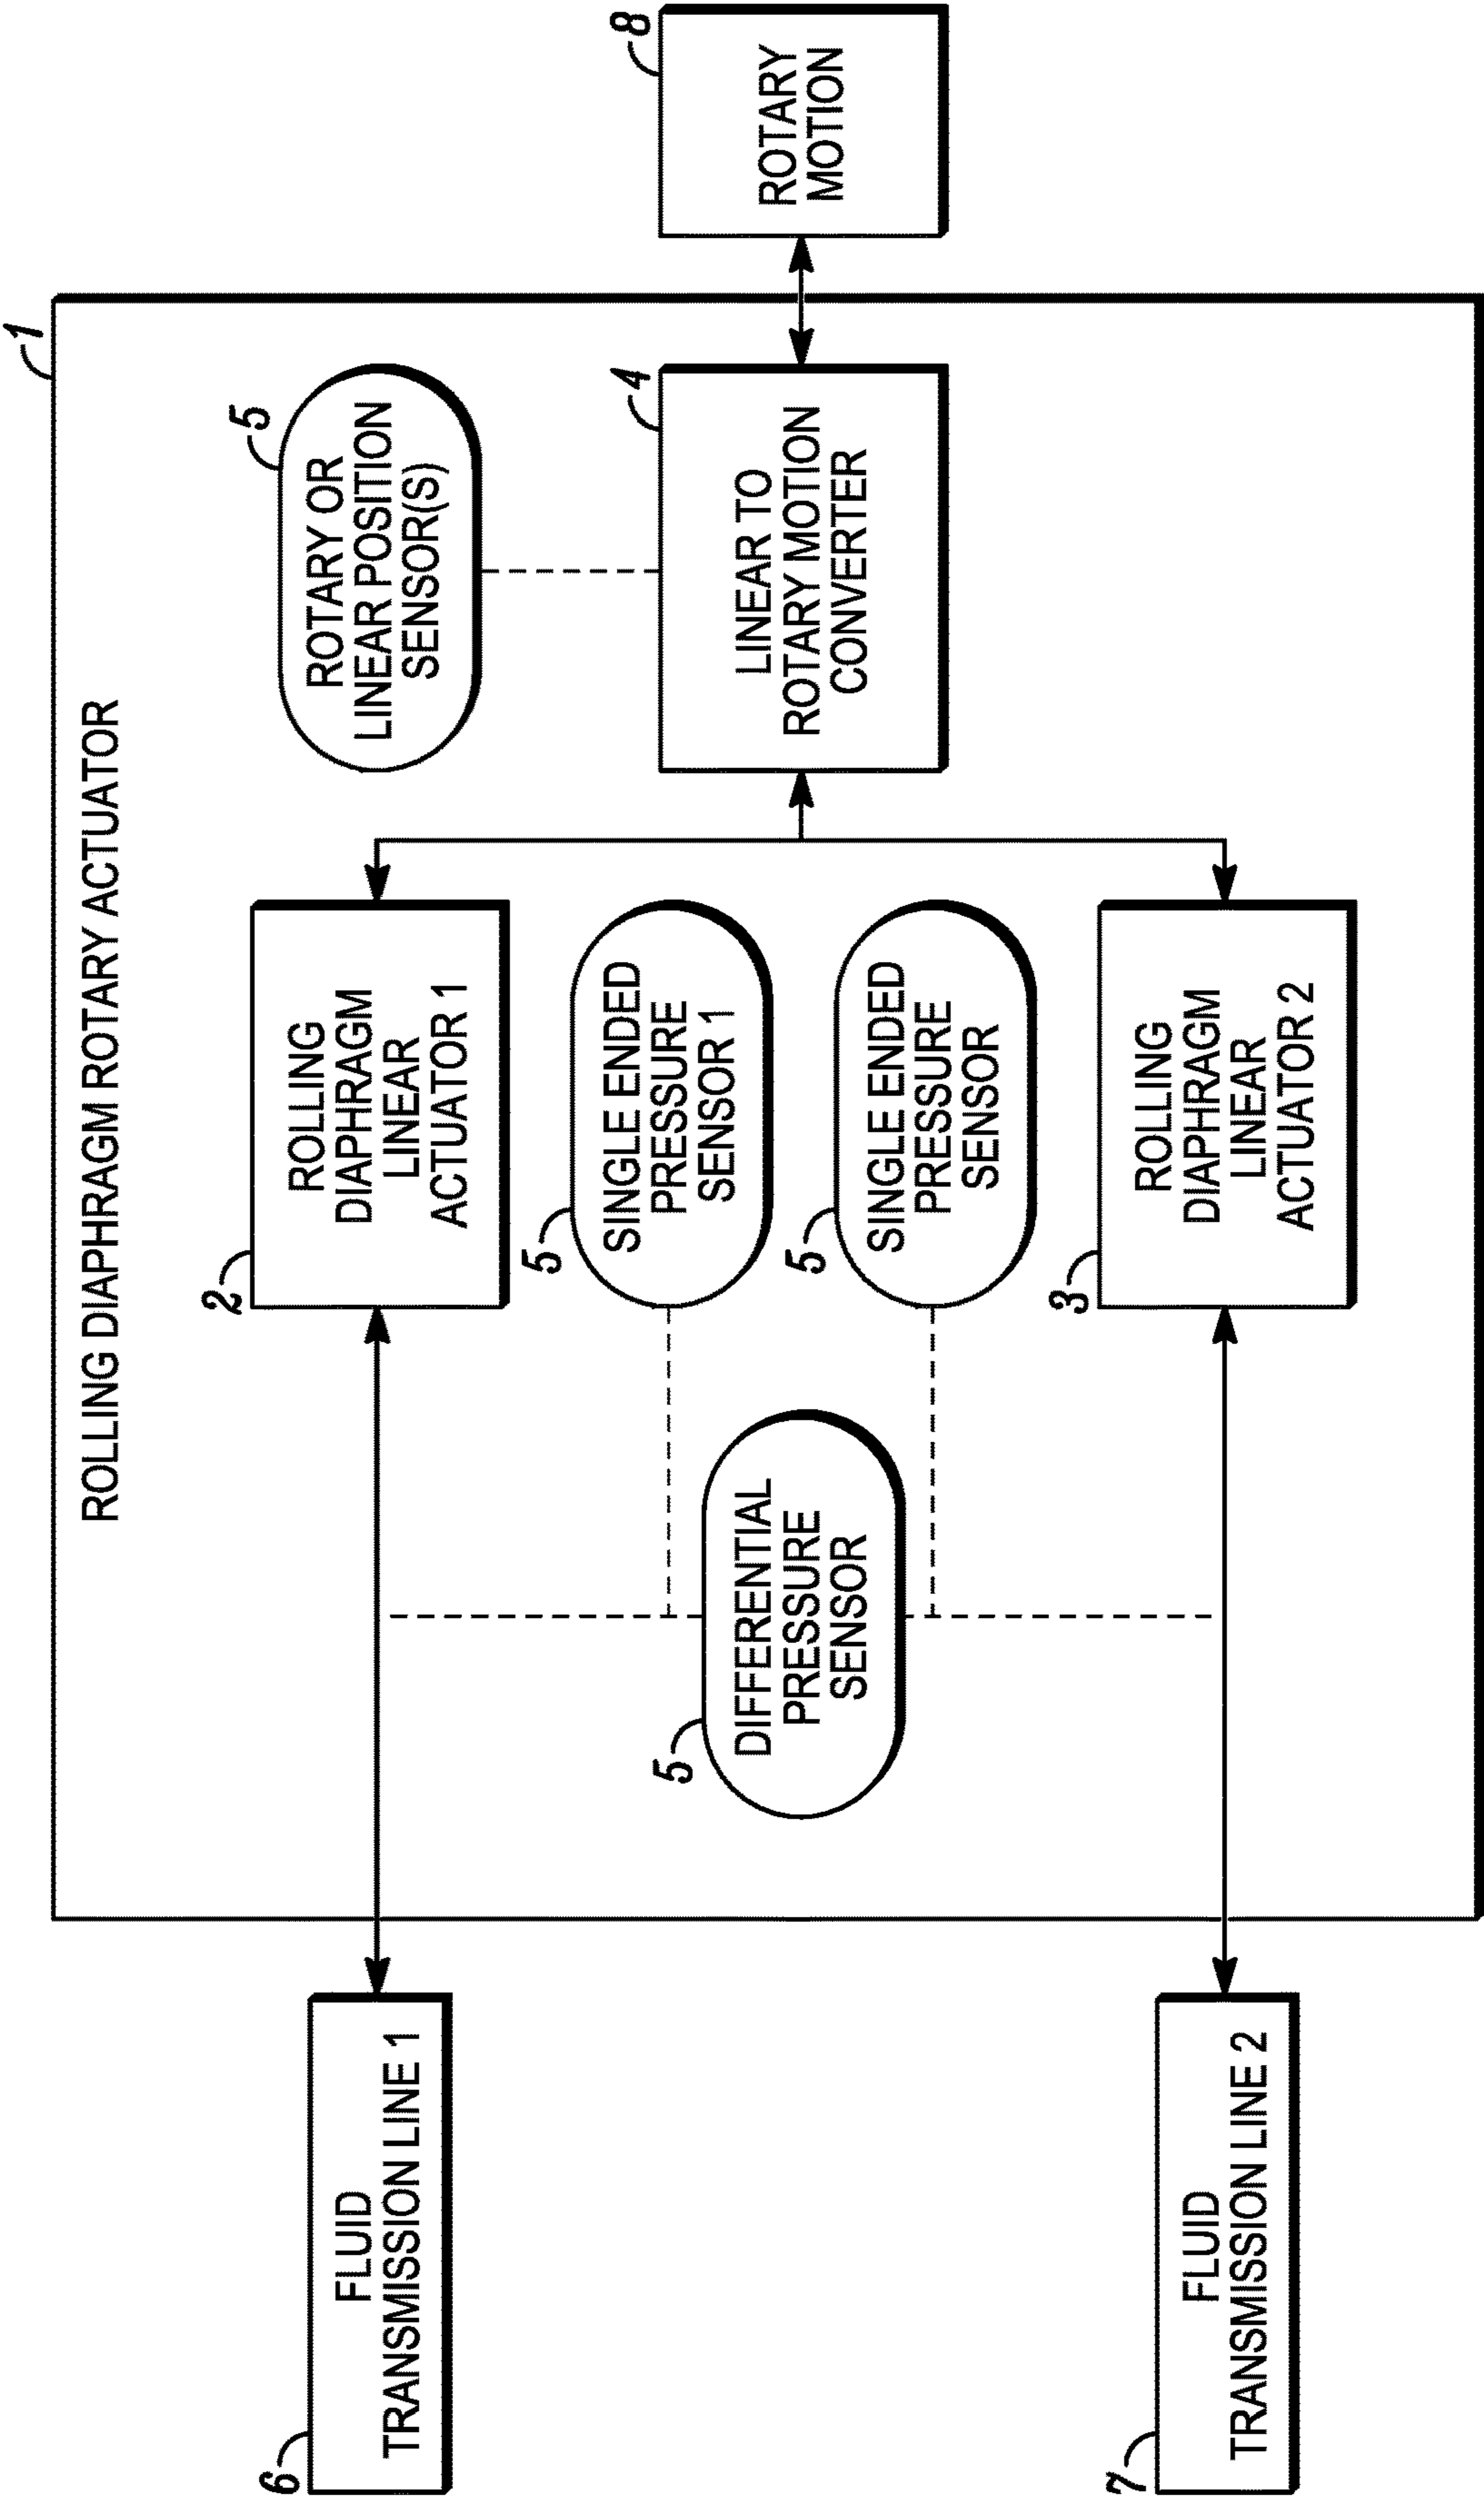 1
ROLLING DIAPHRAGM ROTARY ACTUATOR
6
FLUID
TRANSMISSION LINE 1
2
ROLLING
DIAPHRAGM
LINEAR
ACTUATOR 1
5
ROTARY OR
LINEAR POSITION
SENSOR(S)
5
SINGLE ENDED
PRESSURE
SENSOR 1
5
DIFFERENTIAL
PRESSURE
SENSOR
4
LINEAR TO
ROTARY MOTION
CONVERTER
8
ROTARY
MOTION
5
SINGLE ENDED
PRESSURE
SENSOR
7
FLUID
TRANSMISSION LINE 2
3
ROLLING
DIAPHRAGM
LINEAR
ACTUATOR 2